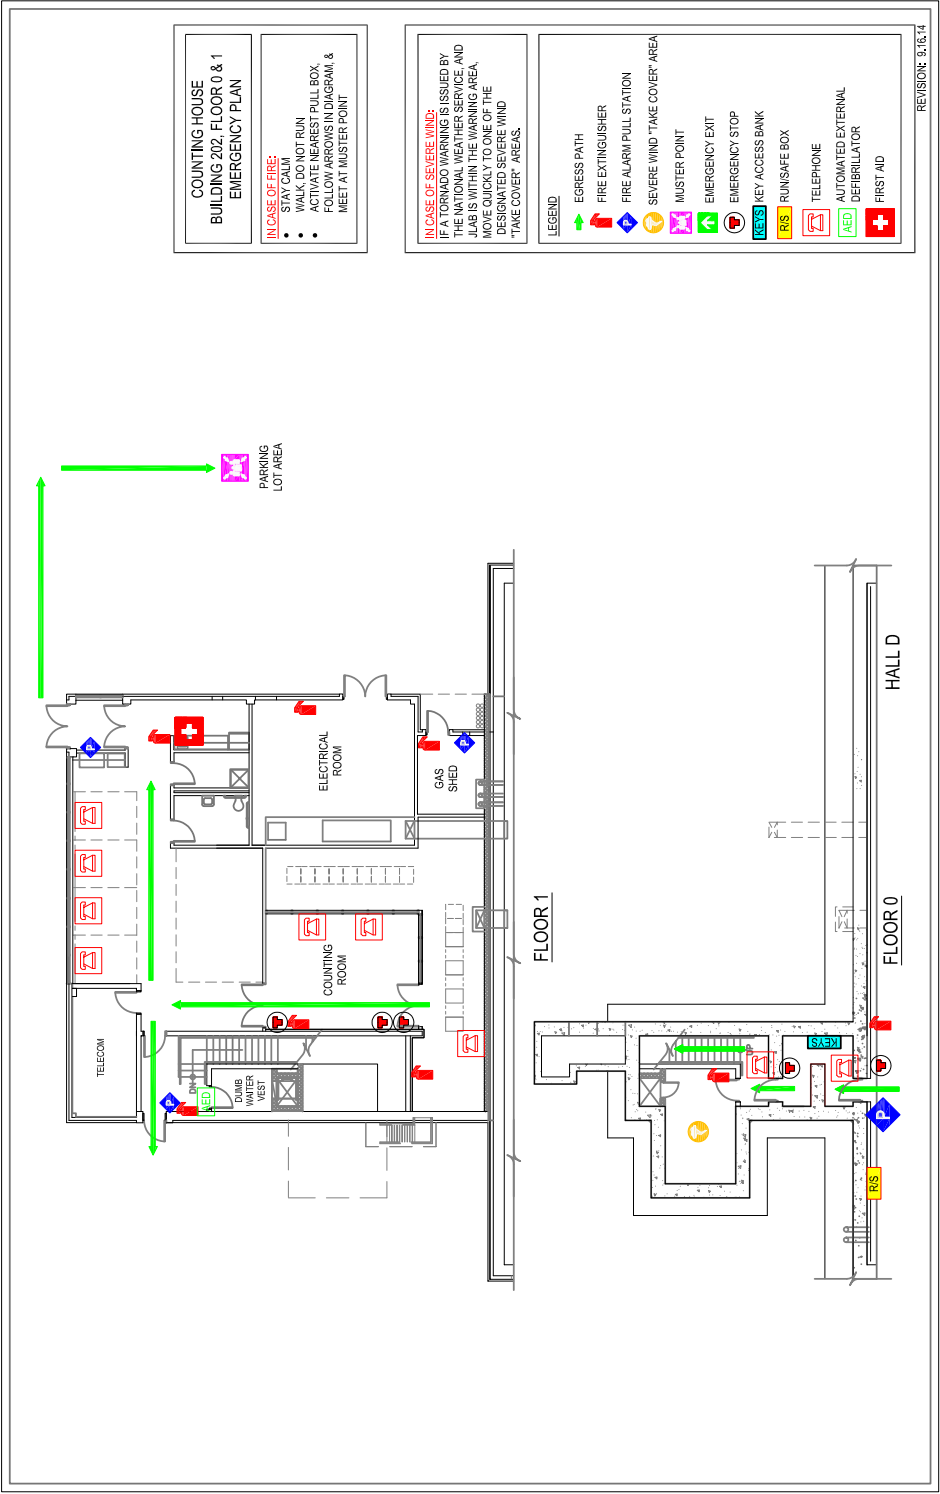 COUNTING HOUSE
BUILDING 202, FLOOR 0 & 1
EMERGENCY PLAN
IN CASE OF FIRE:
• STAY CALM
• WALK, DO NOT RUN
• ACTIVATE NEAREST PULL BOX,
FOLLOW ARROWS IN DIAGRAM, &
MEET AT MUSTER POINT
IN CASE OF SEVERE WIND:
IF A TORNADO WARNING IS ISSUED BY
THE NATIONAL WEATHER SERVICE, AND
JLAB IS WITHIN THE WARNING AREA,
MOVE QUICKLY TO ONE OF THE
DESIGNATED SEVERE WIND
"TAKE COVER" AREAS.
LEGEND
EGRESS PATH
FIRE EXTINGUISHER
P FIRE ALARM PULL STATION
SEVERE WIND "TAKE COVER" AREA
MUSTER POINT
EMERGENCY EXIT
EMERGENCY STOP
KEYS KEY ACCESS BANK
R/S RUN/SAFE BOX
TELEPHONE
AED AUTOMATED EXTERNAL
DEFIBRILLATOR
FIRST AID
REVISION: 9.16.14
PARKING
LOT AREA
P
TELECOM
P
AED
DN
DUMB
WAITER
VEST
COUNTING
ROOM
ELECTRICAL
ROOM
GAS
SHED
P
FLOOR 1
UP
KEYS
P
R/S
FLOOR 0
HALL D